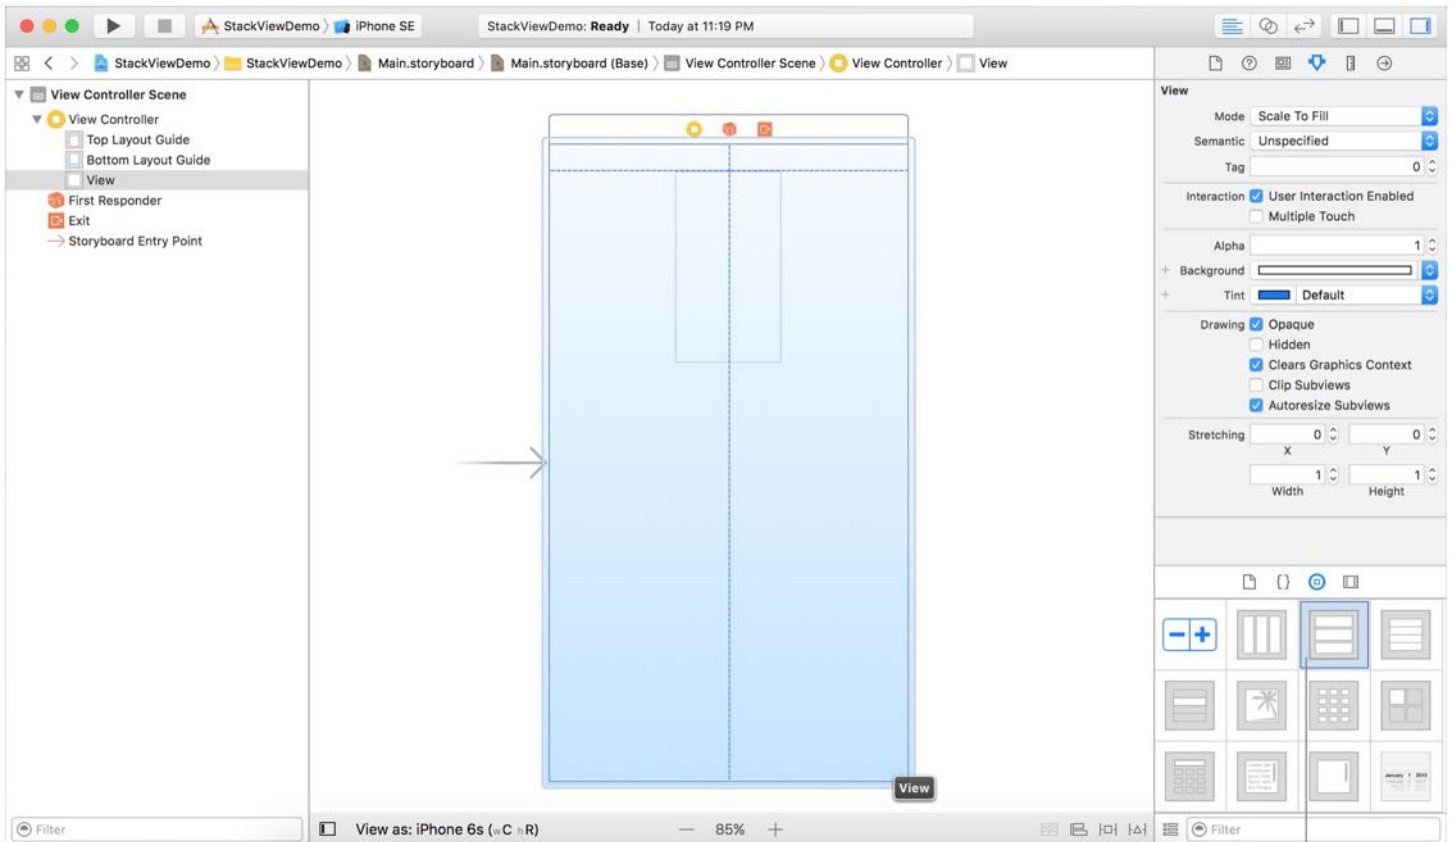 StackViewDemo 〉 iPhone SE
StackViewDemo: Ready | Today at 11:19 PM
StackViewDemo 〉 StackViewDemo 〉 Main.storyboard 〉 Main.storyboard (Base) 〉 View Controller Scene 〉 View Controller 〉 View
View Controller Scene
View Controller
Top Layout Guide
Bottom Layout Guide
View
First Responder
Exit
Storyboard Entry Point
Filter
View
View as: iPhone 6s (wC hR)
— 85% +
View
Mode Scale To Fill
Semantic Unspecified
Tag 0
Interaction User Interaction Enabled
Multiple Touch
Alpha 1
+ Background
+ Tint Default
Drawing Opaque
Hidden
Clears Graphics Context
Clip Subviews
Autoresize Subviews
Stretching 0 0
X Y
1 1
Width Height
{}
January 1 2013
Filter